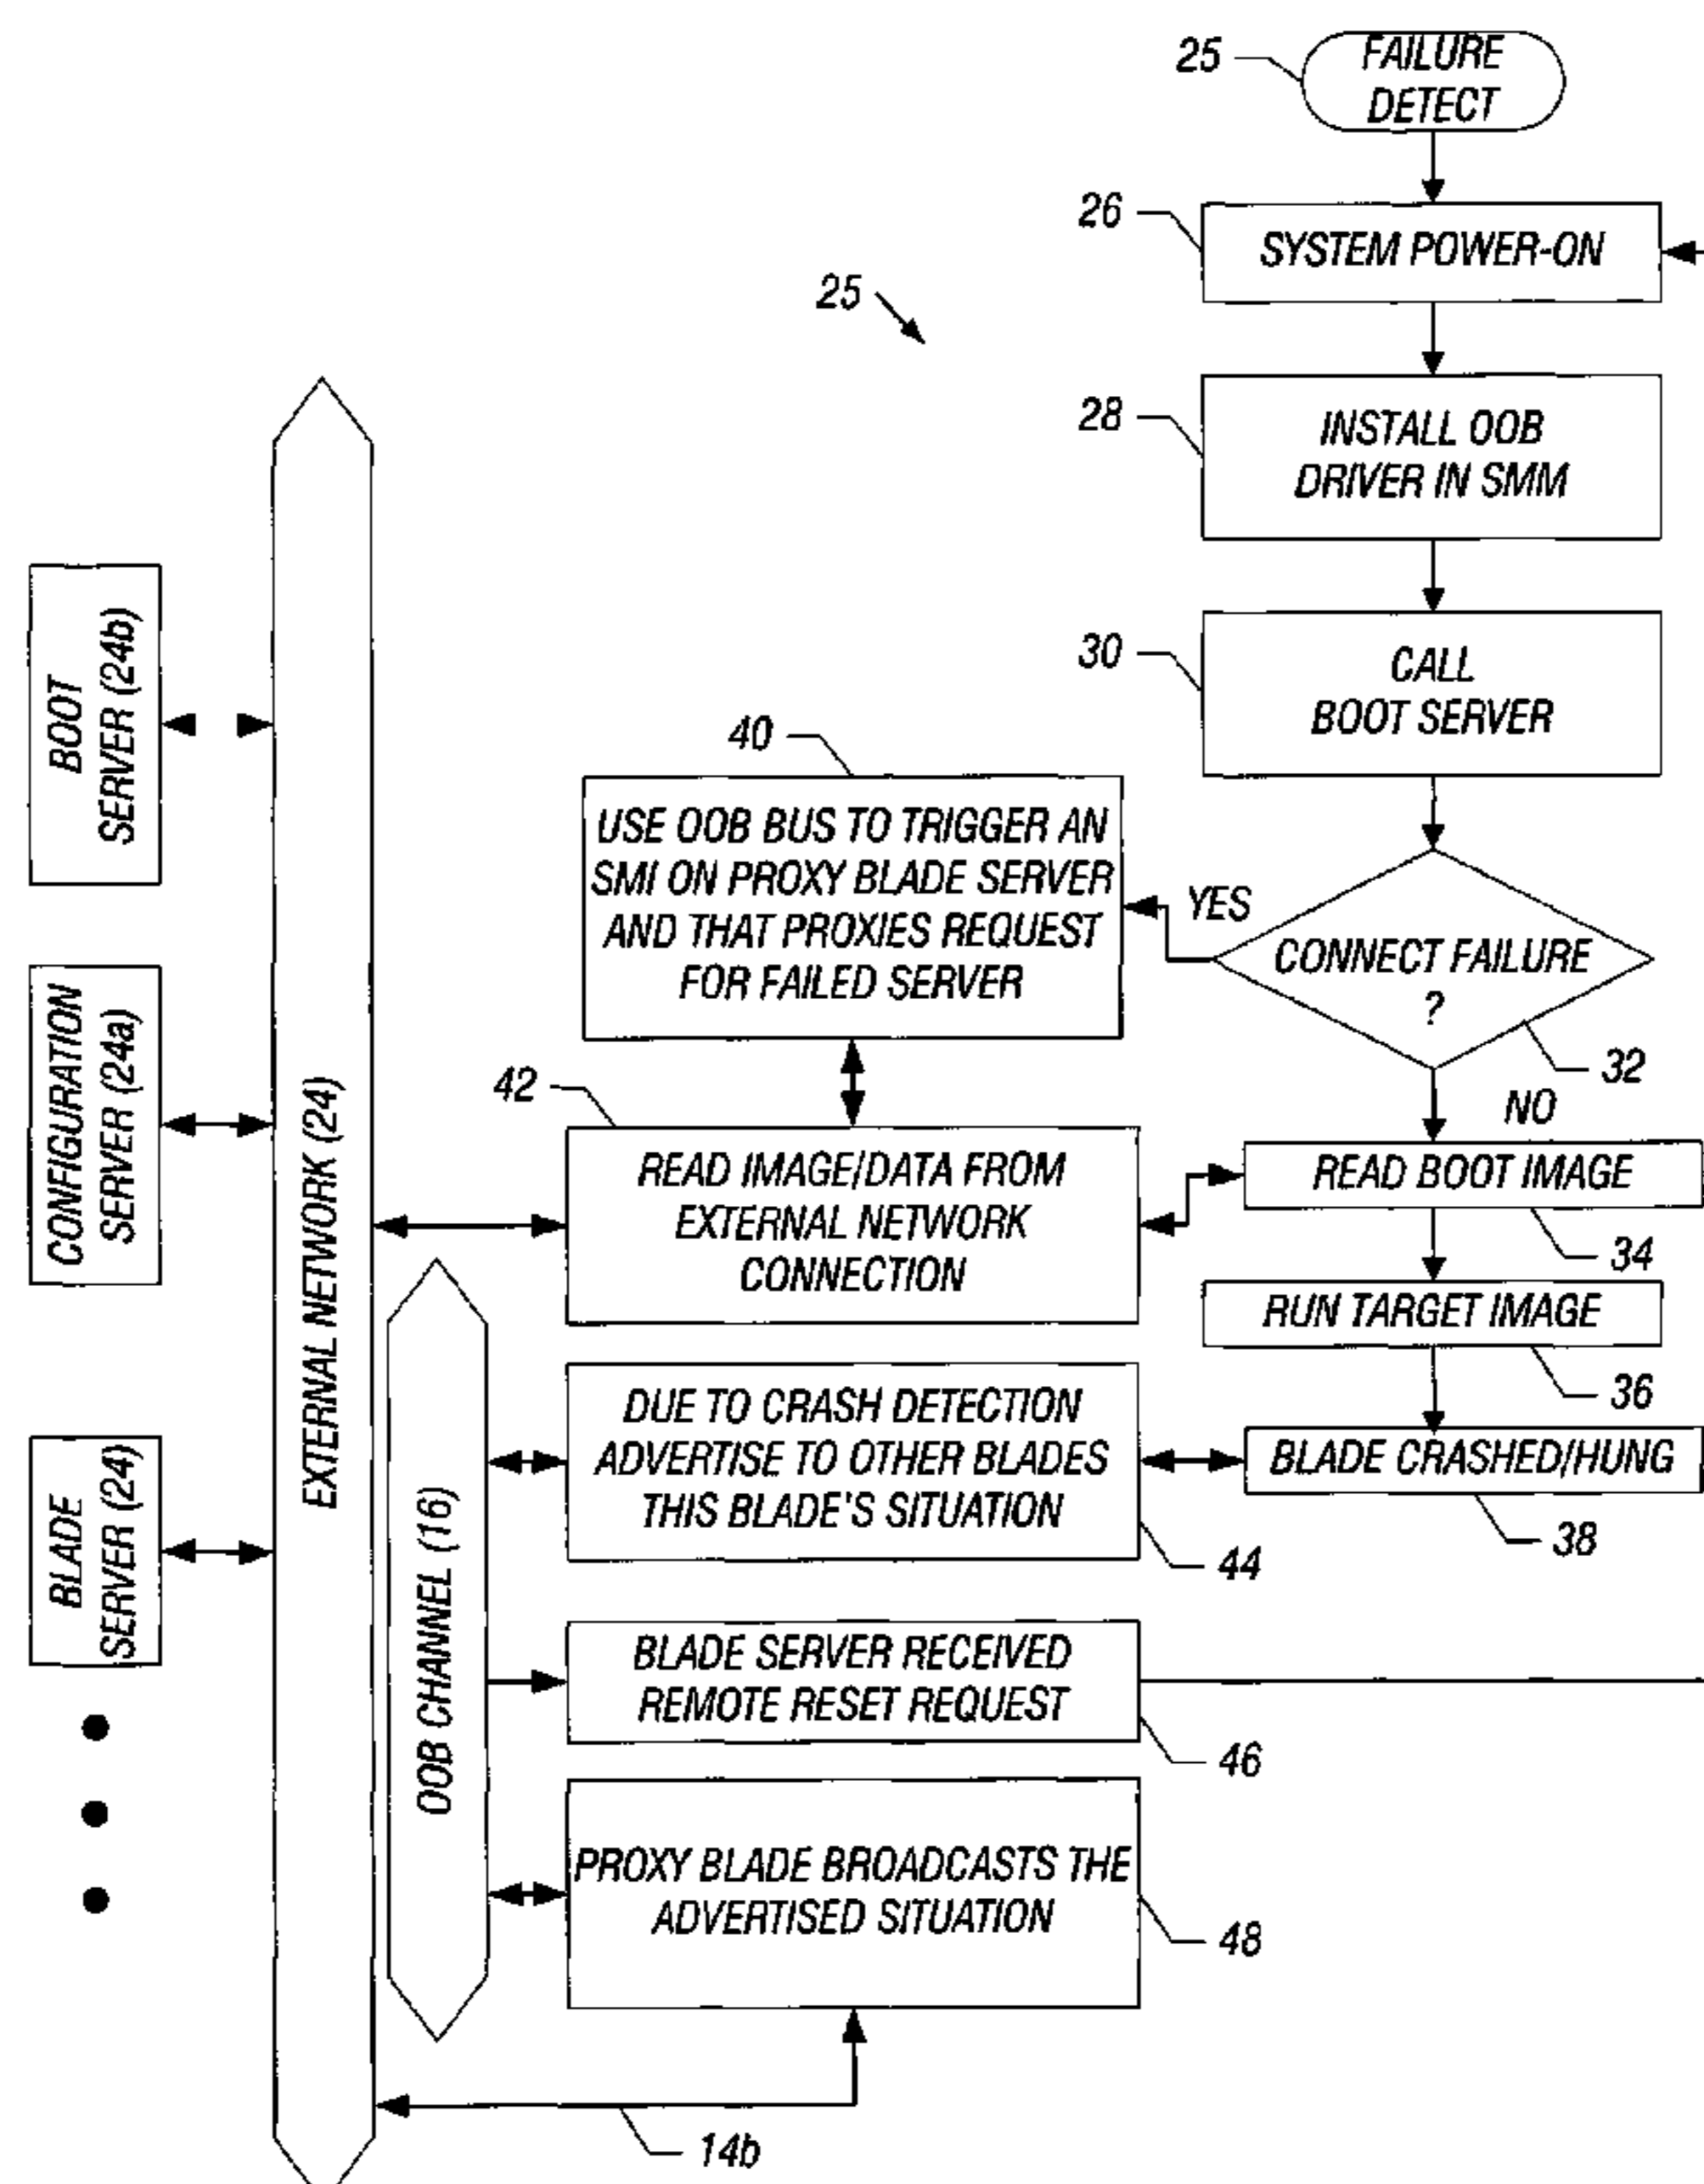 25
FAILURE
DETECT
26
SYSTEM POWER-ON
25
28
INSTALL OOB
DRIVER IN SMM
30
CALL
BOOT SERVER
40
USE OOB BUS TO TRIGGER AN
SMI ON PROXY BLADE SERVER
AND THAT PROXIES REQUEST
FOR FAILED SERVER
YES
CONNECT FAILURE
?
32
NO
42
READ IMAGE/DATA FROM
EXTERNAL NETWORK
CONNECTION
READ BOOT IMAGE
34
RUN TARGET IMAGE
36
DUE TO CRASH DETECTION
ADVERTISE TO OTHER BLADES
THIS BLADE'S SITUATION
44
BLADE CRASHED/HUNG
38
BLADE SERVER RECEIVED
REMOTE RESET REQUEST
46
PROXY BLADE BROADCASTS THE
ADVERTISED SITUATION
48
14b
BOOT
SERVER (24b)
CONFIGURATION
SERVER (24a)
BLADE
SERVER (24)
EXTERNAL NETWORK (24)
OOB CHANNEL (16)